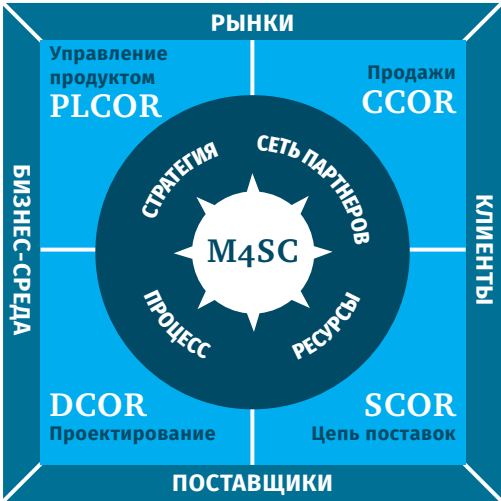 РЫНКИ
Управление
продуктом
PLCOR
Продажи
CCOR
БИЗНЕС-СРЕДА
КЛИЕНТЫ
СТРАТЕГИЯ
СЕТЬ ПАРТНЕРОВ
M4SC
ПРОЦЕСС
РЕСУРСЫ
DCOR
Проектирование
SCOR
Цепь поставок
ПОСТАВЩИКИ